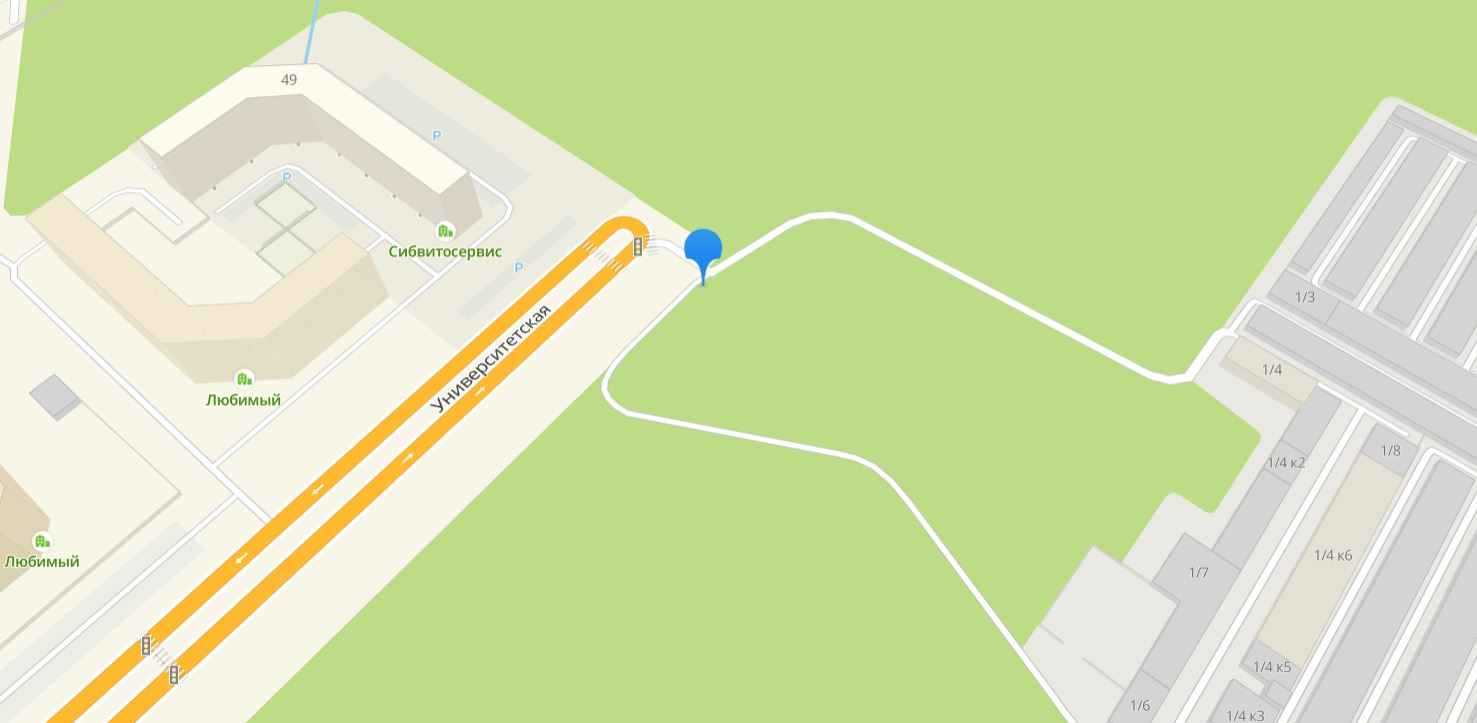 49
P
P
Сибвитосервис
P
1/3
Университетская
1/4
Любимый
1/8
1/4 к2
Любимый
1/4 к6
1/7
1/4 к5
1/6
1/4 к3